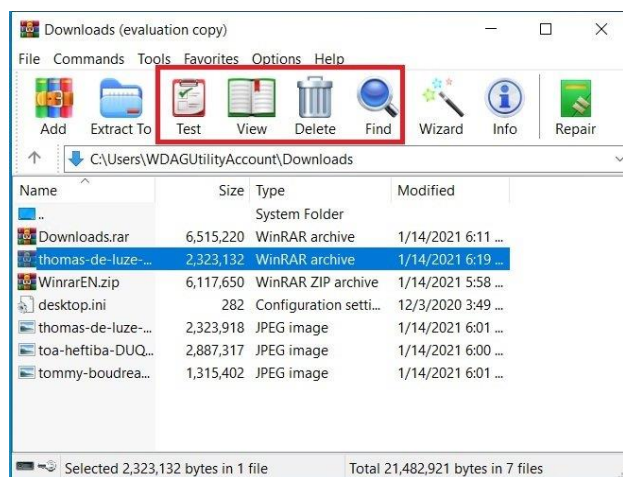 Downloads (evaluation copy)
File Commands Tools Favorites Options Help
Add Extract To Test View Delete Find Wizard Info Repair
C:\Users\WDAGUtilityAccount\Downloads
Name Size Type Modified
.. System Folder
Downloads.rar 6,515,220 WinRAR archive 1/14/2021 6:11 ...
thomas-de-luze-... 2,323,132 WinRAR archive 1/14/2021 6:19 ...
WinrarEN.zip 6,117,650 WinRAR ZIP archive 1/14/2021 5:58 ...
desktop.ini 282 Configuration setti... 12/3/2020 3:49 ...
thomas-de-luze-... 2,323,918 JPEG image 1/14/2021 6:01 ...
toa-heftiba-DUQ... 2,887,317 JPEG image 1/14/2021 6:00 ...
tommy-boudrea... 1,315,402 JPEG image 1/14/2021 6:01 ...
Selected 2,323,132 bytes in 1 file Total 21,482,921 bytes in 7 files